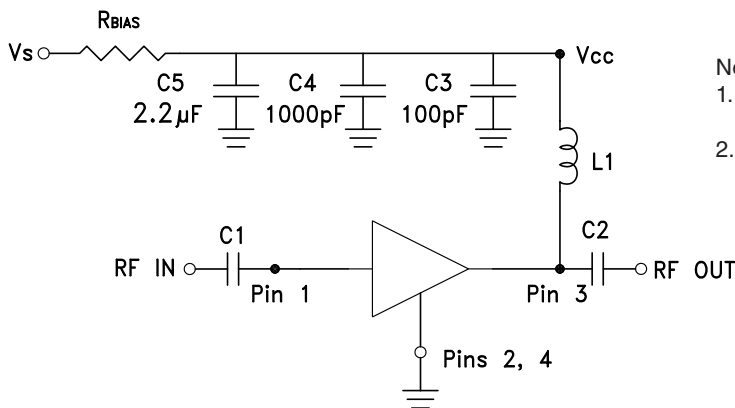 RBIAS
Vs
Vcc
C5
2.2µF
C4
1000pF
C3
100pF
No
1.
2.
L1
C1
C2
RF IN
RF OUT
Pin 1
Pin 3
Pins 2, 4